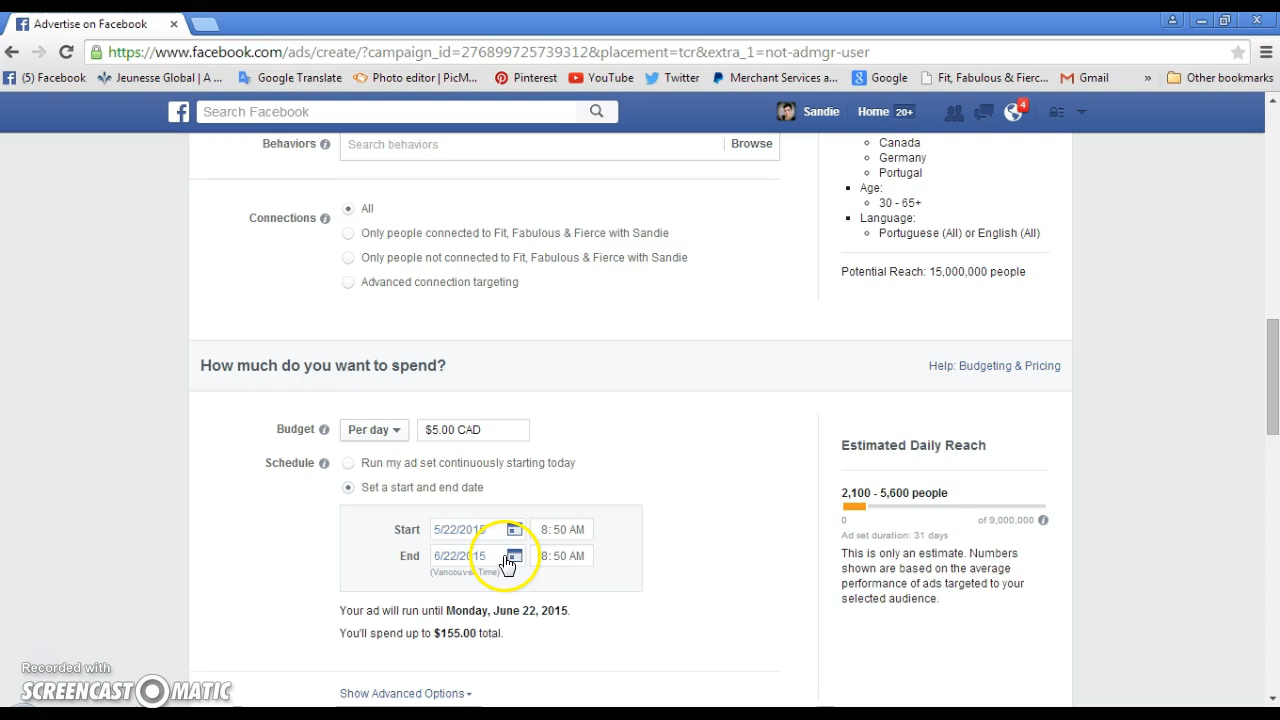 Advertise on Facebook
https://www.facebook.com/ads/create/?campaign_id=276899725739312&placement=tcr&extra_1=not-admgr-user
(5) Facebook Jeunesse Global | A ... Google Translate Photo editor | PicM... Pinterest YouTube Twitter Merchant Services a... Google Fit, Fabulous & Fierc... Gmail » Other bookmarks
Search Facebook Sandie Home 20+ 4
Behaviors Search behaviors Browse
Connections All
Only people connected to Fit, Fabulous & Fierce with Sandie
Only people not connected to Fit, Fabulous & Fierce with Sandie
Advanced connection targeting
Canada
Germany
Portugal
Age:
30 - 65+
Language:
Portuguese (All) or English (All)
Potential Reach: 15,000,000 people
How much do you want to spend? Help: Budgeting & Pricing
Budget Per day $5.00 CAD
Schedule Run my ad set continuously starting today
Set a start and end date
Start 5/22/2015 8:50 AM
End 6/22/2015 8:50 AM
(Vancouver Time)
Your ad will run until Monday, June 22, 2015.
You'll spend up to $155.00 total.
Show Advanced Options
Estimated Daily Reach
2,100 - 5,600 people
0 of 9,000,000
Ad set duration: 31 days
This is only an estimate. Numbers
shown are based on the average
performance of ads targeted to your
selected audience.
Recorded with
SCREENCAST MATIC